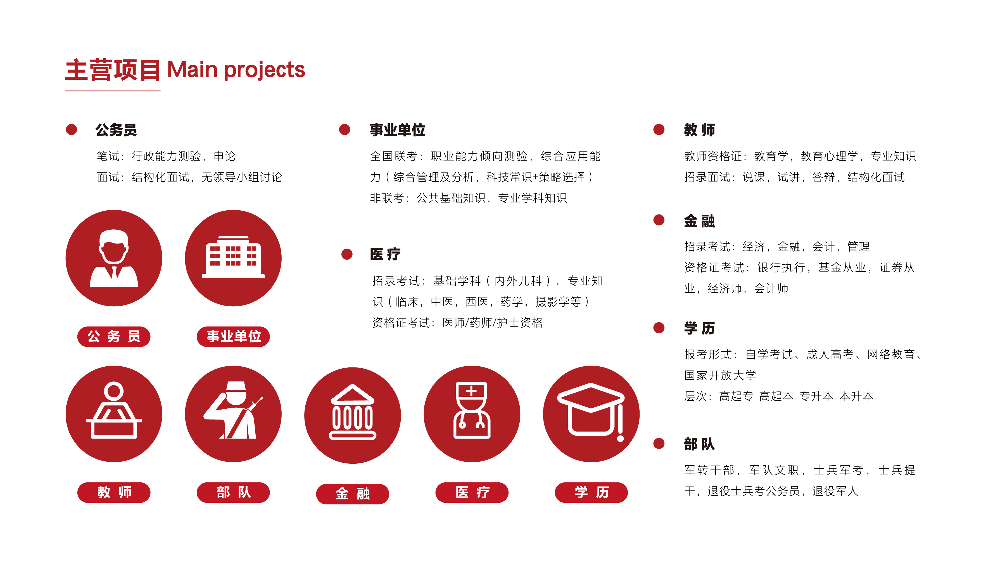 主营项目 Main projects
公务员
笔试：行政能力测验，申论
面试：结构化面试，无领导小组讨论
事业单位
全国联考：职业能力倾向测验，综合应用能
力（综合管理及分析，科技常识+策略选择）
非联考：公共基础知识，专业学科知识
医 疗
招录考试：基础学科（内外儿科），专业知
识（临床，中医，西医，药学，摄影学等）
资格证考试：医师/药师/护士资格
教 师
教师资格证：教育学，教育心理学，专业知识
招录面试：说课，试讲，答辩，结构化面试
金 融
招录考试：经济，金融，会计，管理
资格证考试：银行执行，基金从业，证券从
业，经济师，会计师
学 历
报考形式：自学考试、成人高考、网络教育、
国家开放大学
层次：高起专 高起本 专升本 本升本
部 队
军转干部，军队文职，士兵军考，士兵提
干，退役士兵考公务员，退役军人
公 务 员
事业单位
教 师
部 队
金 融
医 疗
学 历